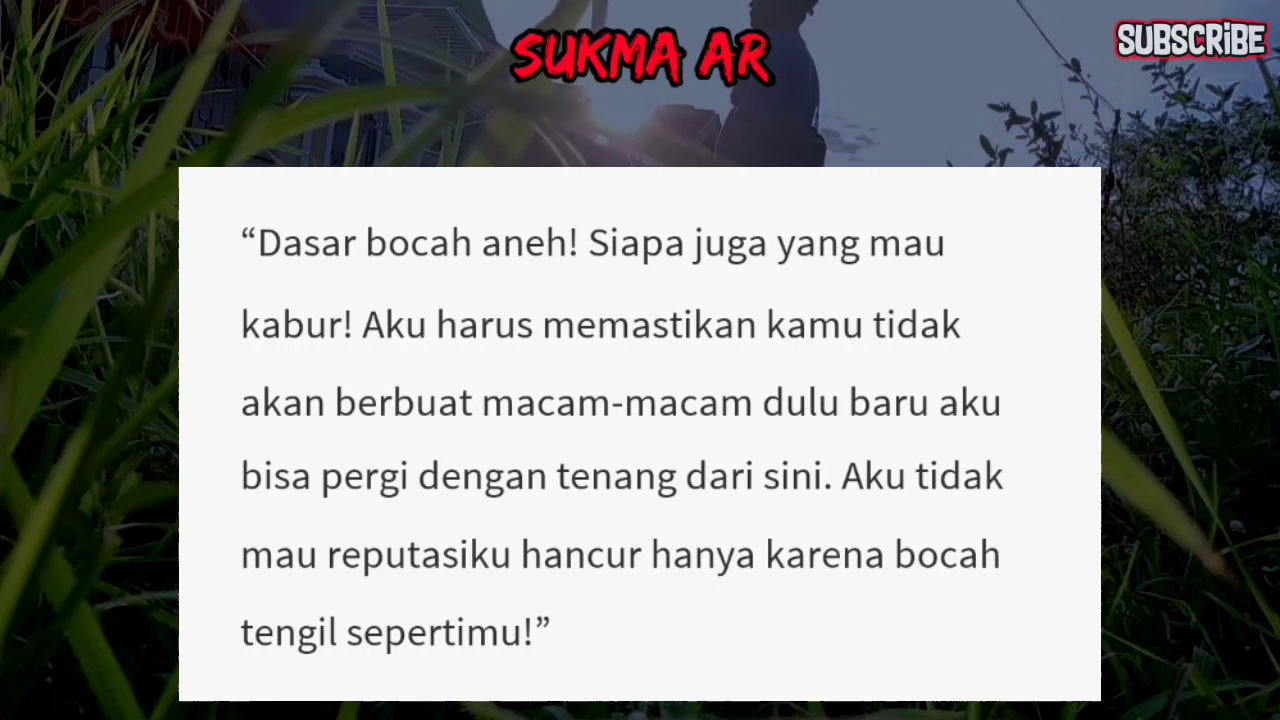 SUKMA AR
SUBSCRIBE
“Dasar bocah aneh! Siapa juga yang mau
kabur! Aku harus memastikan kamu tidak
akan berbuat macam-macam dulu baru aku
bisa pergi dengan tenang dari sini. Aku tidak
mau reputasiku hancur hanya karena bocah
tengil sepertimu!”